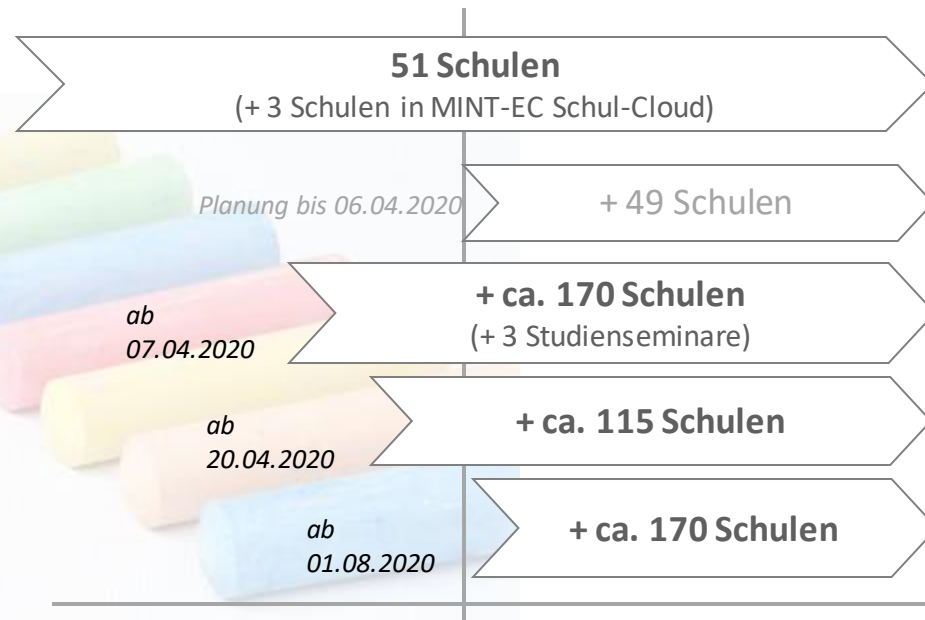 51 Schulen
(+ 3 Schulen in MINT-EC Schul-Cloud)
Planung bis 06.04.2020
+ 49 Schulen
ab
07.04.2020
+ ca. 170 Schulen
(+ 3 Studienseminare)
ab
20.04.2020
+ ca. 115 Schulen
ab
01.08.2020
+ ca. 170 Schulen